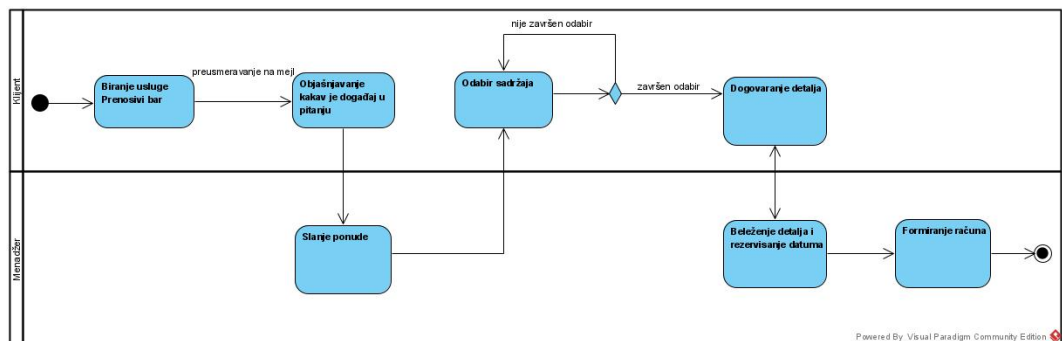 Klijent
Biranje usluge
Prenosivi bar
preusmeravanje na mejl
Objašnjavanje
kakav je događaj u
pitanju
Odabir sadržaja
nije završen odabir
završen odabir
Dogovaranje detalja
Menadžer
Slanje ponude
Beleženje detalja i
rezervisanje datuma
Formiranje računa
Powered By Visual Paradigm Community Edition